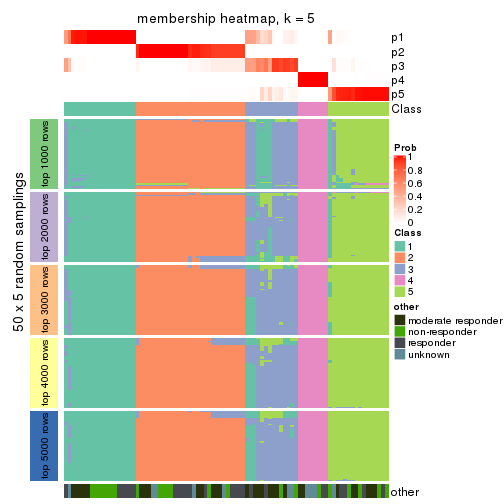 membership heatmap, k = 5
p1
p2
p3
p4
p5
Class
50 x 5 random samplings
top 1000 rows
top 2000 rows
top 3000 rows
top 4000 rows
top 5000 rows
other
Prob
1
0.8
0.6
0.4
0.2
0
Class
1
2
3
4
5
other
moderate responder
non-responder
responder
unknown